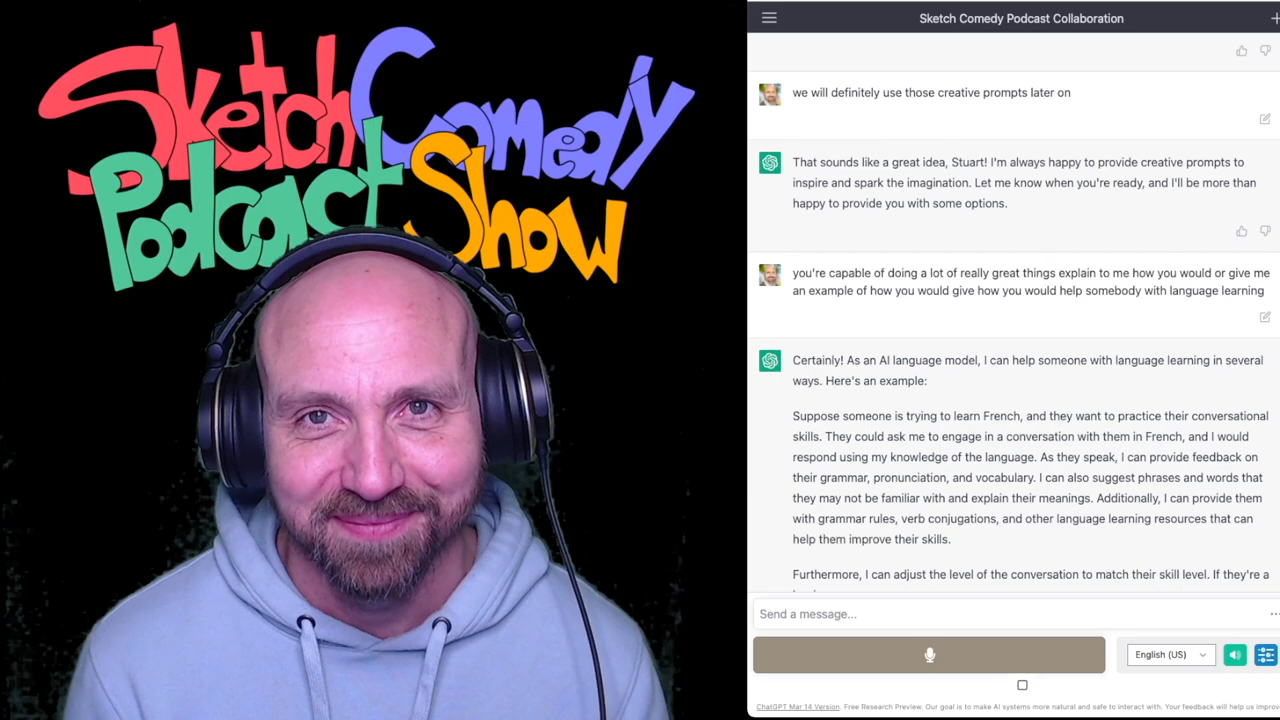 Sketch Comedy
Podcast Show
Sketch Comedy Podcast Collaboration
we will definitely use those creative prompts later on
That sounds like a great idea, Stuart! I'm always happy to provide creative prompts to
inspire and spark the imagination. Let me know when you're ready, and I'll be more than
happy to provide you with some options.
you're capable of doing a lot of really great things explain to me how you would or give me
an example of how you would give how you would help somebody with language learning
Certainly! As an AI language model, I can help someone with language learning in several
ways. Here's an example:
Suppose someone is trying to learn French, and they want to practice their conversational
skills. They could ask me to engage in a conversation with them in French, and I would
respond using my knowledge of the language. As they speak, I can provide feedback on
their grammar, pronunciation, and vocabulary. I can also suggest phrases and words that
they may not be familiar with and explain their meanings. Additionally, I can provide them
with grammar rules, verb conjugations, and other language learning resources that can
help them improve their skills.
Furthermore, I can adjust the level of the conversation to match their skill level. If they're a
Send a message...
English (US)
ChatGPT Mar 14 Version. Free Research Preview. Our goal is to make AI systems more natural and safe to interact with. Your feedback will help us improv